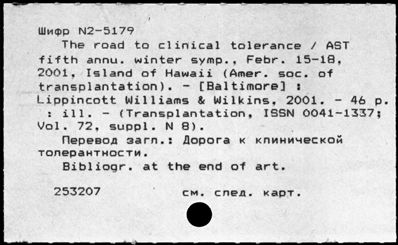 Шифр N2-5179
The road to clinical tolerance / AST
fifth annu. winter symp., Febr. 15-18,
2001, Island of Hawaii (Amer. soc. of
transplantation). - [Baltimore] :
Lippincott Williams & Wilkins, 2001. - 46 p.
: ill. - (Transplantation, ISSN 0041-1337;
Vol. 72, suppl. N 8).
Перевод загл.: Дорога к клинической
толерантности.
Bibliogr. at the end of art.
253207 см. след. карт.